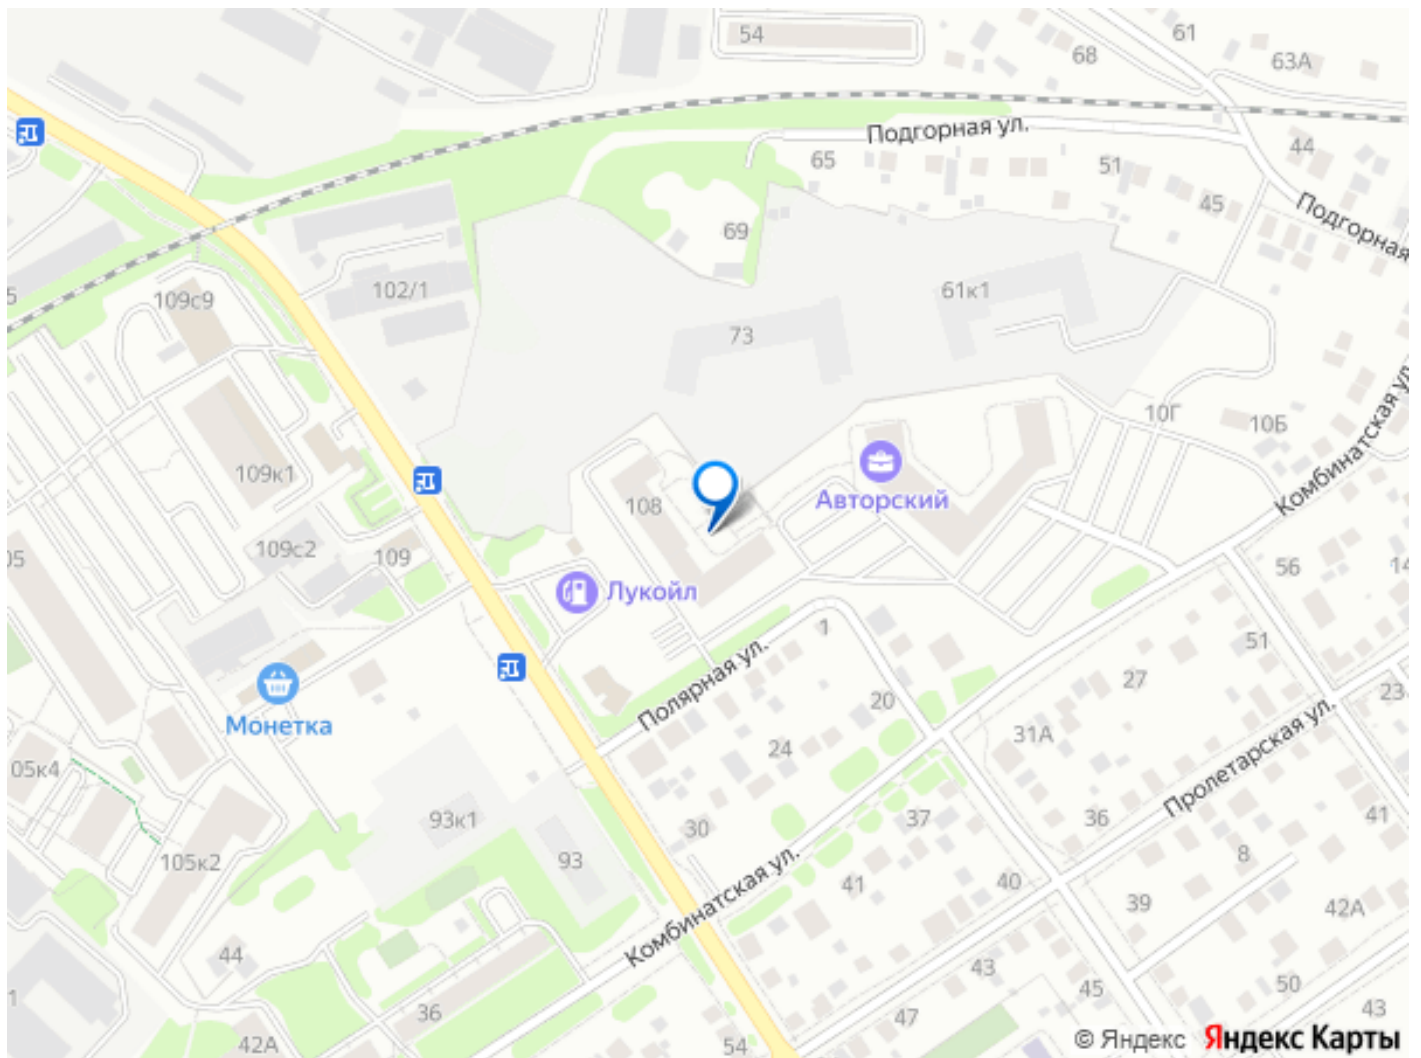 54
61
68
63А
Подгорная ул.
44
65
51
45
Подгорная
69
5
109с9
102/1
61к1
73
10Г
10Б
Комбинатская ул.
109к1
108
Авторский
109с2
109
05
56
14
Лукойл
1
51
Полярная ул.
27
23
20
Монетка
24
31А
Пролетарская ул.
05к4
93к1
30
37
36
41
105к2
93
8
Комбинатская ул.
41
40
39
42А
44
43
50
45
1
36
47
43
42А
54
© Яндекс Яндекс Карты